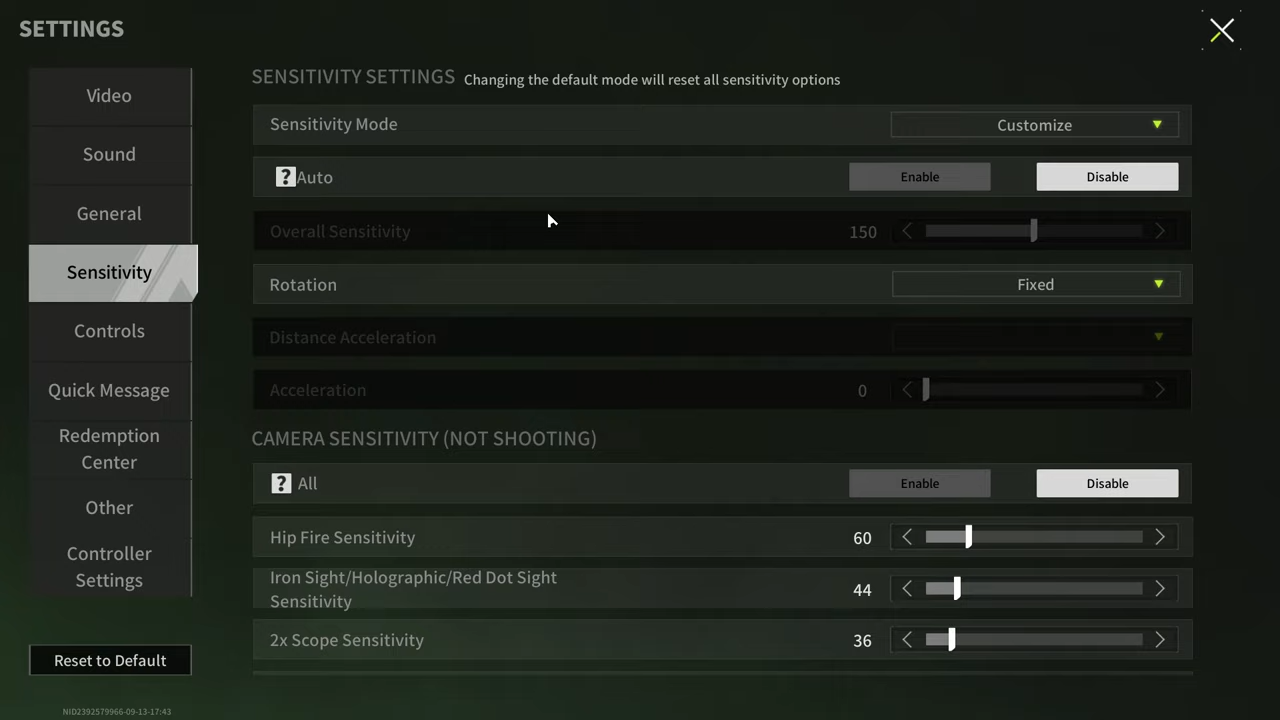 SETTINGS
Video
Sound
General
Sensitivity
Controls
Quick Message
Redemption
Center
Other
Controller
Settings
Reset to Default
NID2392579966-09-13-17:43
SENSITIVITY SETTINGS Changing the default mode will reset all sensitivity options
Sensitivity Mode Customize
? Auto Enable Disable
Overall Sensitivity 150
Rotation Fixed
Distance Acceleration
Acceleration 0
CAMERA SENSITIVITY (NOT SHOOTING)
? All Enable Disable
Hip Fire Sensitivity 60
Iron Sight/Holographic/Red Dot Sight
Sensitivity 44
2x Scope Sensitivity 36